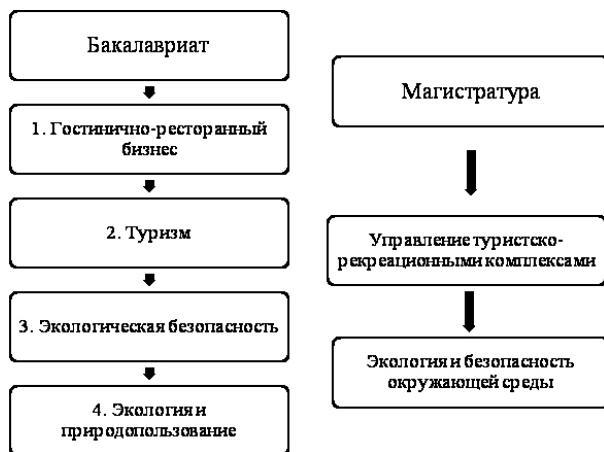 Бакалавриат
1. Гостинично-ресторанный
бизнес
2. Туризм
3. Экологическая безопасность
4. Экология и
природопользование
Магистратура
Управление туристско-
рекреационными комплексами
Экология и безопасность
окружающей среды